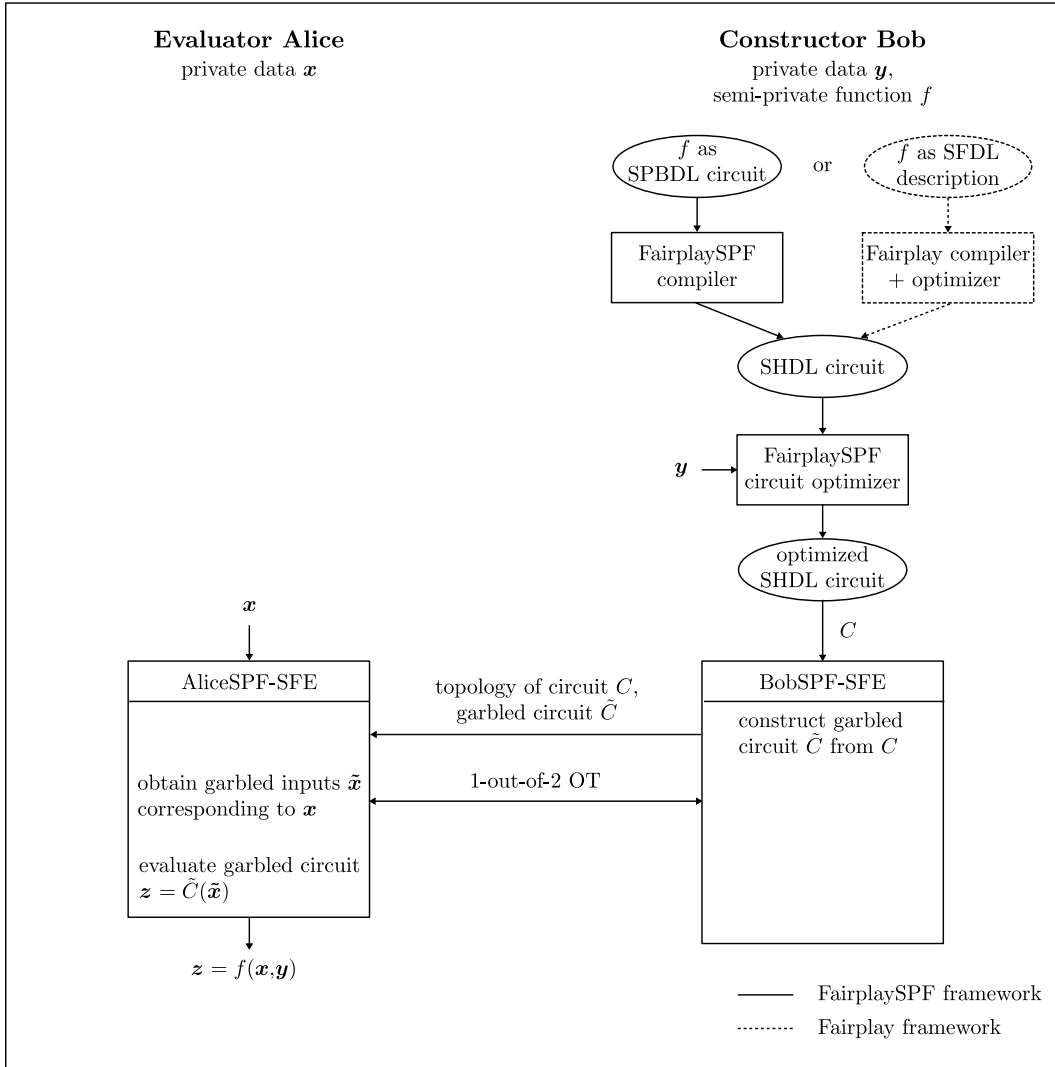 Evaluator Alice
private data x
Constructor Bob
private data y,
semi-private function f
f as
SPBDL circuit
or
f as SFDL
description
FairplaySPF
compiler
Fairplay compiler
+ optimizer
SHDL circuit
y
FairplaySPF
circuit optimizer
optimized
SHDL circuit
C
x
AliceSPF-SFE
topology of circuit C,
garbled circuit C̃
BobSPF-SFE
construct garbled
circuit C̃ from C
obtain garbled inputs x̃
corresponding to x
1-out-of-2 OT
evaluate garbled circuit
z = C̃(x̃)
z = f(x,y)
FairplaySPF framework
Fairplay framework